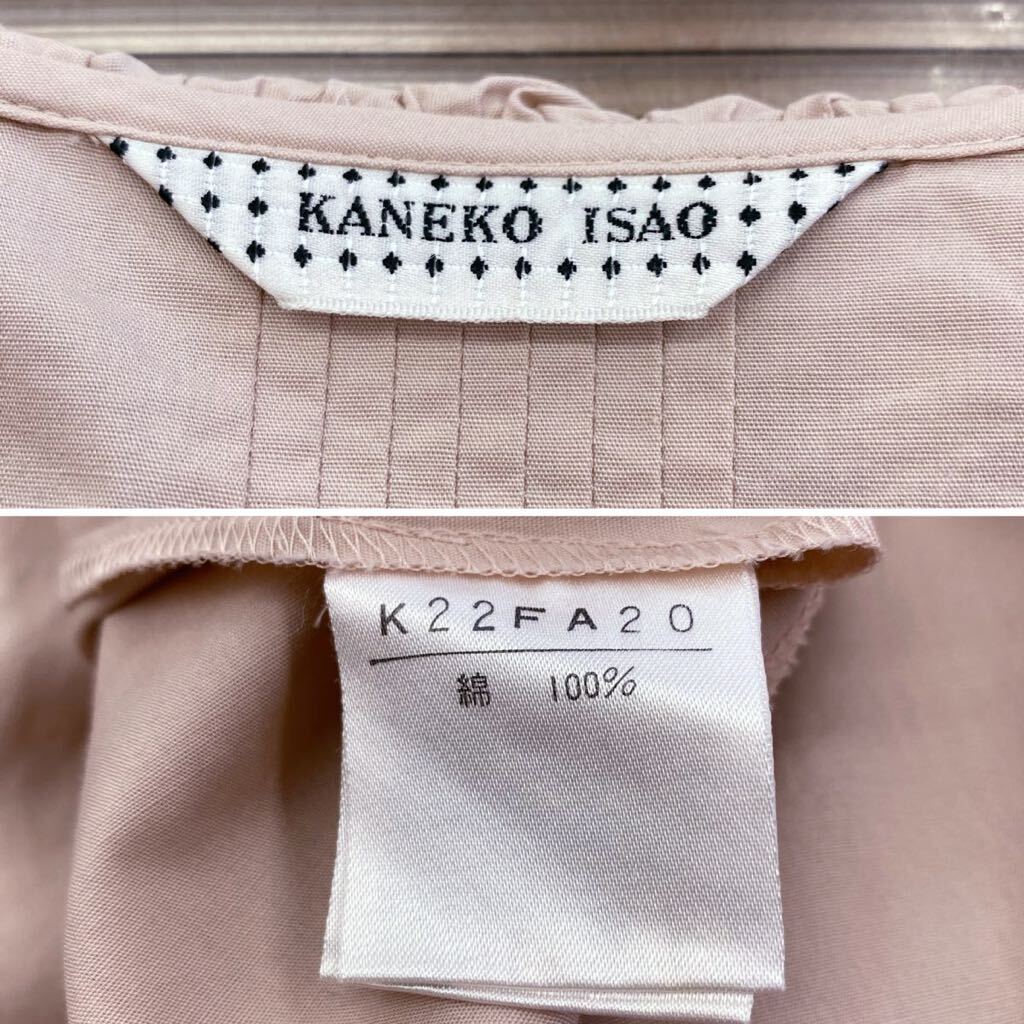 KANEKO ISAO
K22FA20
綿 100%